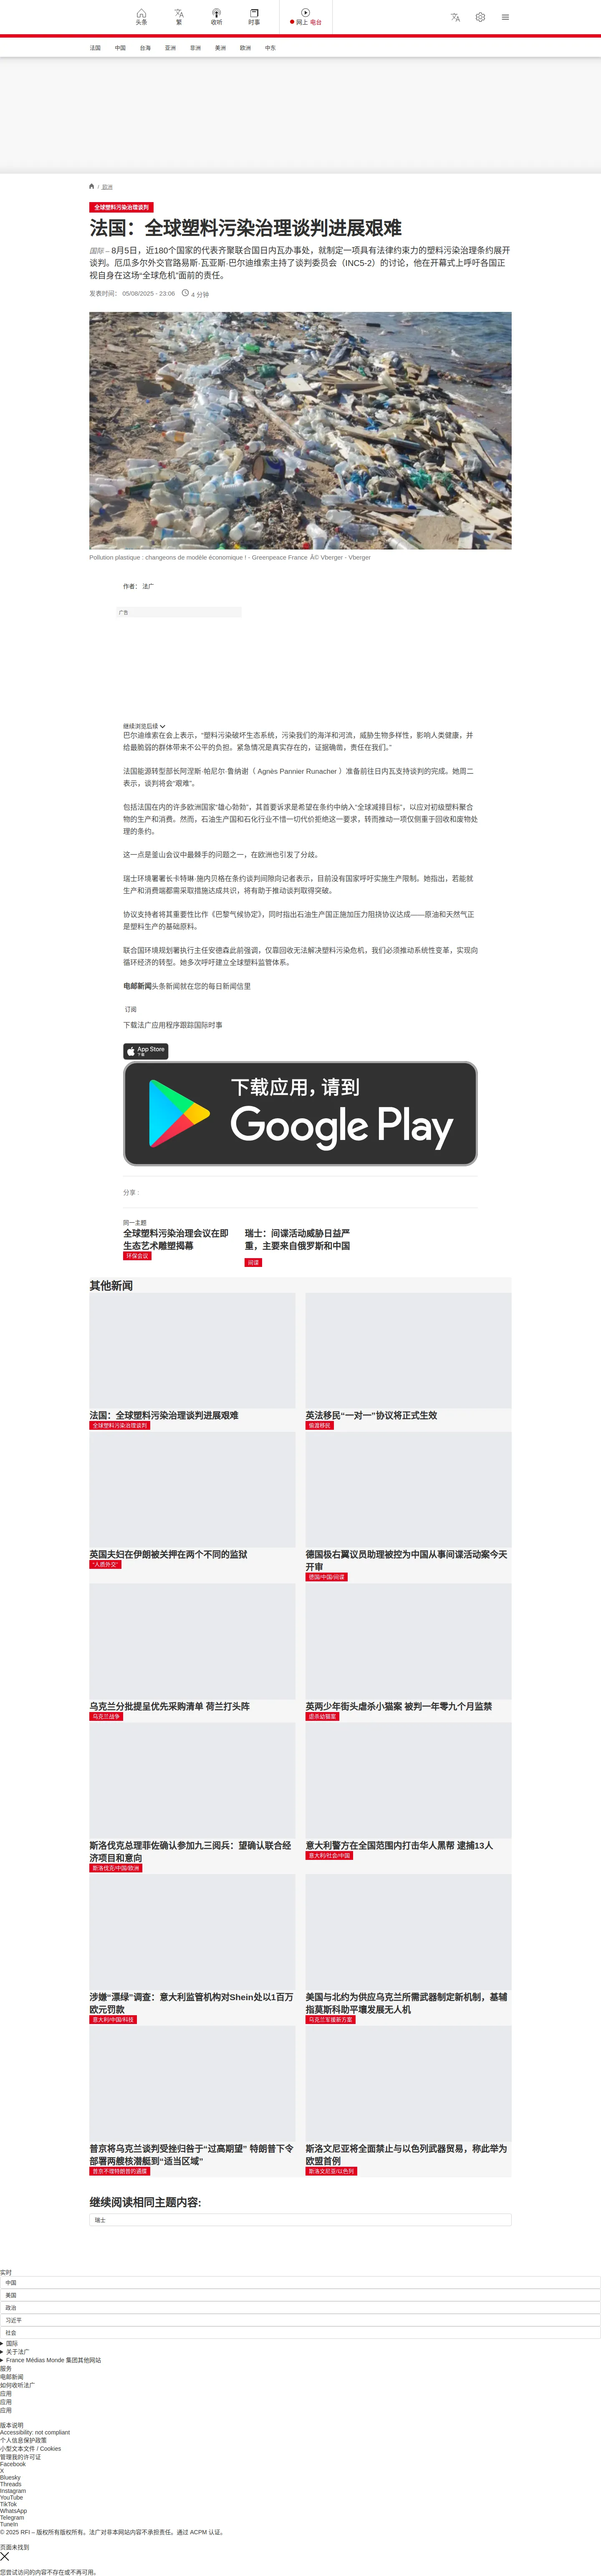 头条
繁
收听
时事
网上 电台
法国
中国
台海
亚洲
非洲
美洲
欧洲
中东
/ 欧洲
全球塑料污染治理谈判
法国：全球塑料污染治理谈判进展艰难
国际 – 8月5日，近180个国家的代表齐聚联合国日内瓦办事处，就制定一项具有法律约束力的塑料污染治理条约展开
谈判。厄瓜多尔外交官路易斯·瓦亚斯·巴尔迪维索主持了谈判委员会（INC5-2）的讨论，他在开幕式上呼吁各国正
视自身在这场“全球危机”面前的责任。
发表时间： 05/08/2025 - 23:06
4 分钟
Pollution plastique : changeons de modèle économique ! - Greenpeace France Â© Vberger - Vberger
作者： 法广
广告
继续浏览后续
巴尔迪维索在会上表示，“塑料污染破坏生态系统，污染我们的海洋和河流，威胁生物多样性，影响人类健康，并
给最脆弱的群体带来不公平的负担。紧急情况是真实存在的，证据确凿，责任在我们。”
法国能源转型部长阿涅斯·帕尼尔·鲁纳谢（ Agnès Pannier Runacher ）准备前往日内瓦支持谈判的完成。她周二
表示，谈判将会“艰难”。
包括法国在内的许多欧洲国家“雄心勃勃”，其首要诉求是希望在条约中纳入“全球减排目标”，以应对初级塑料聚合
物的生产和消费。然而，石油生产国和石化行业不惜一切代价拒绝这一要求，转而推动一项仅侧重于回收和废物处
理的条约。
这一点是釜山会议中最棘手的问题之一，在欧洲也引发了分歧。
瑞士环境署署长卡特琳·施内贝格在条约谈判间隙向记者表示，目前没有国家呼吁实施生产限制。她指出，若能就
生产和消费端都需采取措施达成共识，将有助于推动谈判取得突破。
协议支持者将其重要性比作《巴黎气候协定》，同时指出石油生产国正施加压力阻挠协议达成——原油和天然气正
是塑料生产的基础原料。
联合国环境规划署执行主任安德森此前强调，仅靠回收无法解决塑料污染危机，我们必须推动系统性变革，实现向
循环经济的转型。她多次呼吁建立全球塑料监管体系。
电邮新闻头条新闻就在您的每日新闻信里
订阅
下载法广应用程序跟踪国际时事
App Store
下载
下载应用，请到
Google Play
分享 :
同一主题
全球塑料污染治理会议在即
生态艺术雕塑揭幕
环保会议
瑞士：间谍活动威胁日益严
重，主要来自俄罗斯和中国
间谍
其他新闻
法国：全球塑料污染治理谈判进展艰难
全球塑料污染治理谈判
英法移民“一对一”协议将正式生效
偷渡移民
英国夫妇在伊朗被关押在两个不同的监狱
“人质外交”
德国极右翼议员助理被控为中国从事间谍活动案今天
开审
德国/中国/间谍
乌克兰分批提呈优先采购清单 荷兰打头阵
乌克兰战争
英两少年街头虐杀小猫案 被判一年零九个月监禁
虐杀幼猫案
斯洛伐克总理菲佐确认参加九三阅兵：望确认联合经
济项目和意向
斯洛伐克/中国/欧洲
意大利警方在全国范围内打击华人黑帮 逮捕13人
意大利/社会/中国
涉嫌“漂绿”调查：意大利监管机构对Shein处以1百万
欧元罚款
意大利/中国/科技
美国与北约为供应乌克兰所需武器制定新机制，基辅
指莫斯科助平壤发展无人机
乌克兰军援新方案
普京将乌克兰谈判受挫归咎于“过高期望” 特朗普下令
部署两艘核潜艇到“适当区域”
普京不理特朗普的通牒
斯洛文尼亚将全面禁止与以色列武器贸易，称此举为
欧盟首例
斯洛文尼亚/以色列
继续阅读相同主题内容:
瑞士
实时
中国
美国
政治
习近平
社会
国际
关于法广
France Médias Monde 集团其他网站
服务
电邮新闻
如何收听法广
应用
应用
应用
版本说明
Accessibility: not compliant
个人信息保护政策
小型文本文件 / Cookies
管理我的许可证
Facebook
X
Bluesky
Threads
Instagram
YouTube
TikTok
WhatsApp
Telegram
TuneIn
© 2025 RFI – 版权所有版权所有。法广对非本网站内容不承担责任。通过 ACPM 认证。
页面未找到
您尝试访问的内容不存在或不再可用。